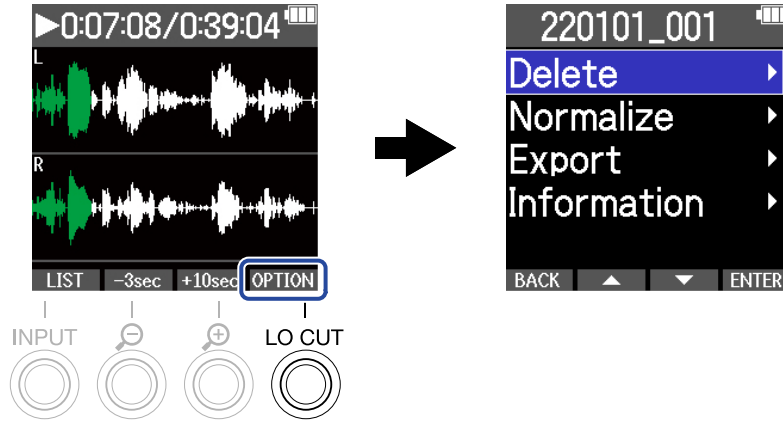 ▶0:07:08/0:39:04
L
R
LIST -3sec +10sec OPTION
INPUT LO CUT
220101_001
Delete
Normalize
Export
Information
BACK ENTER